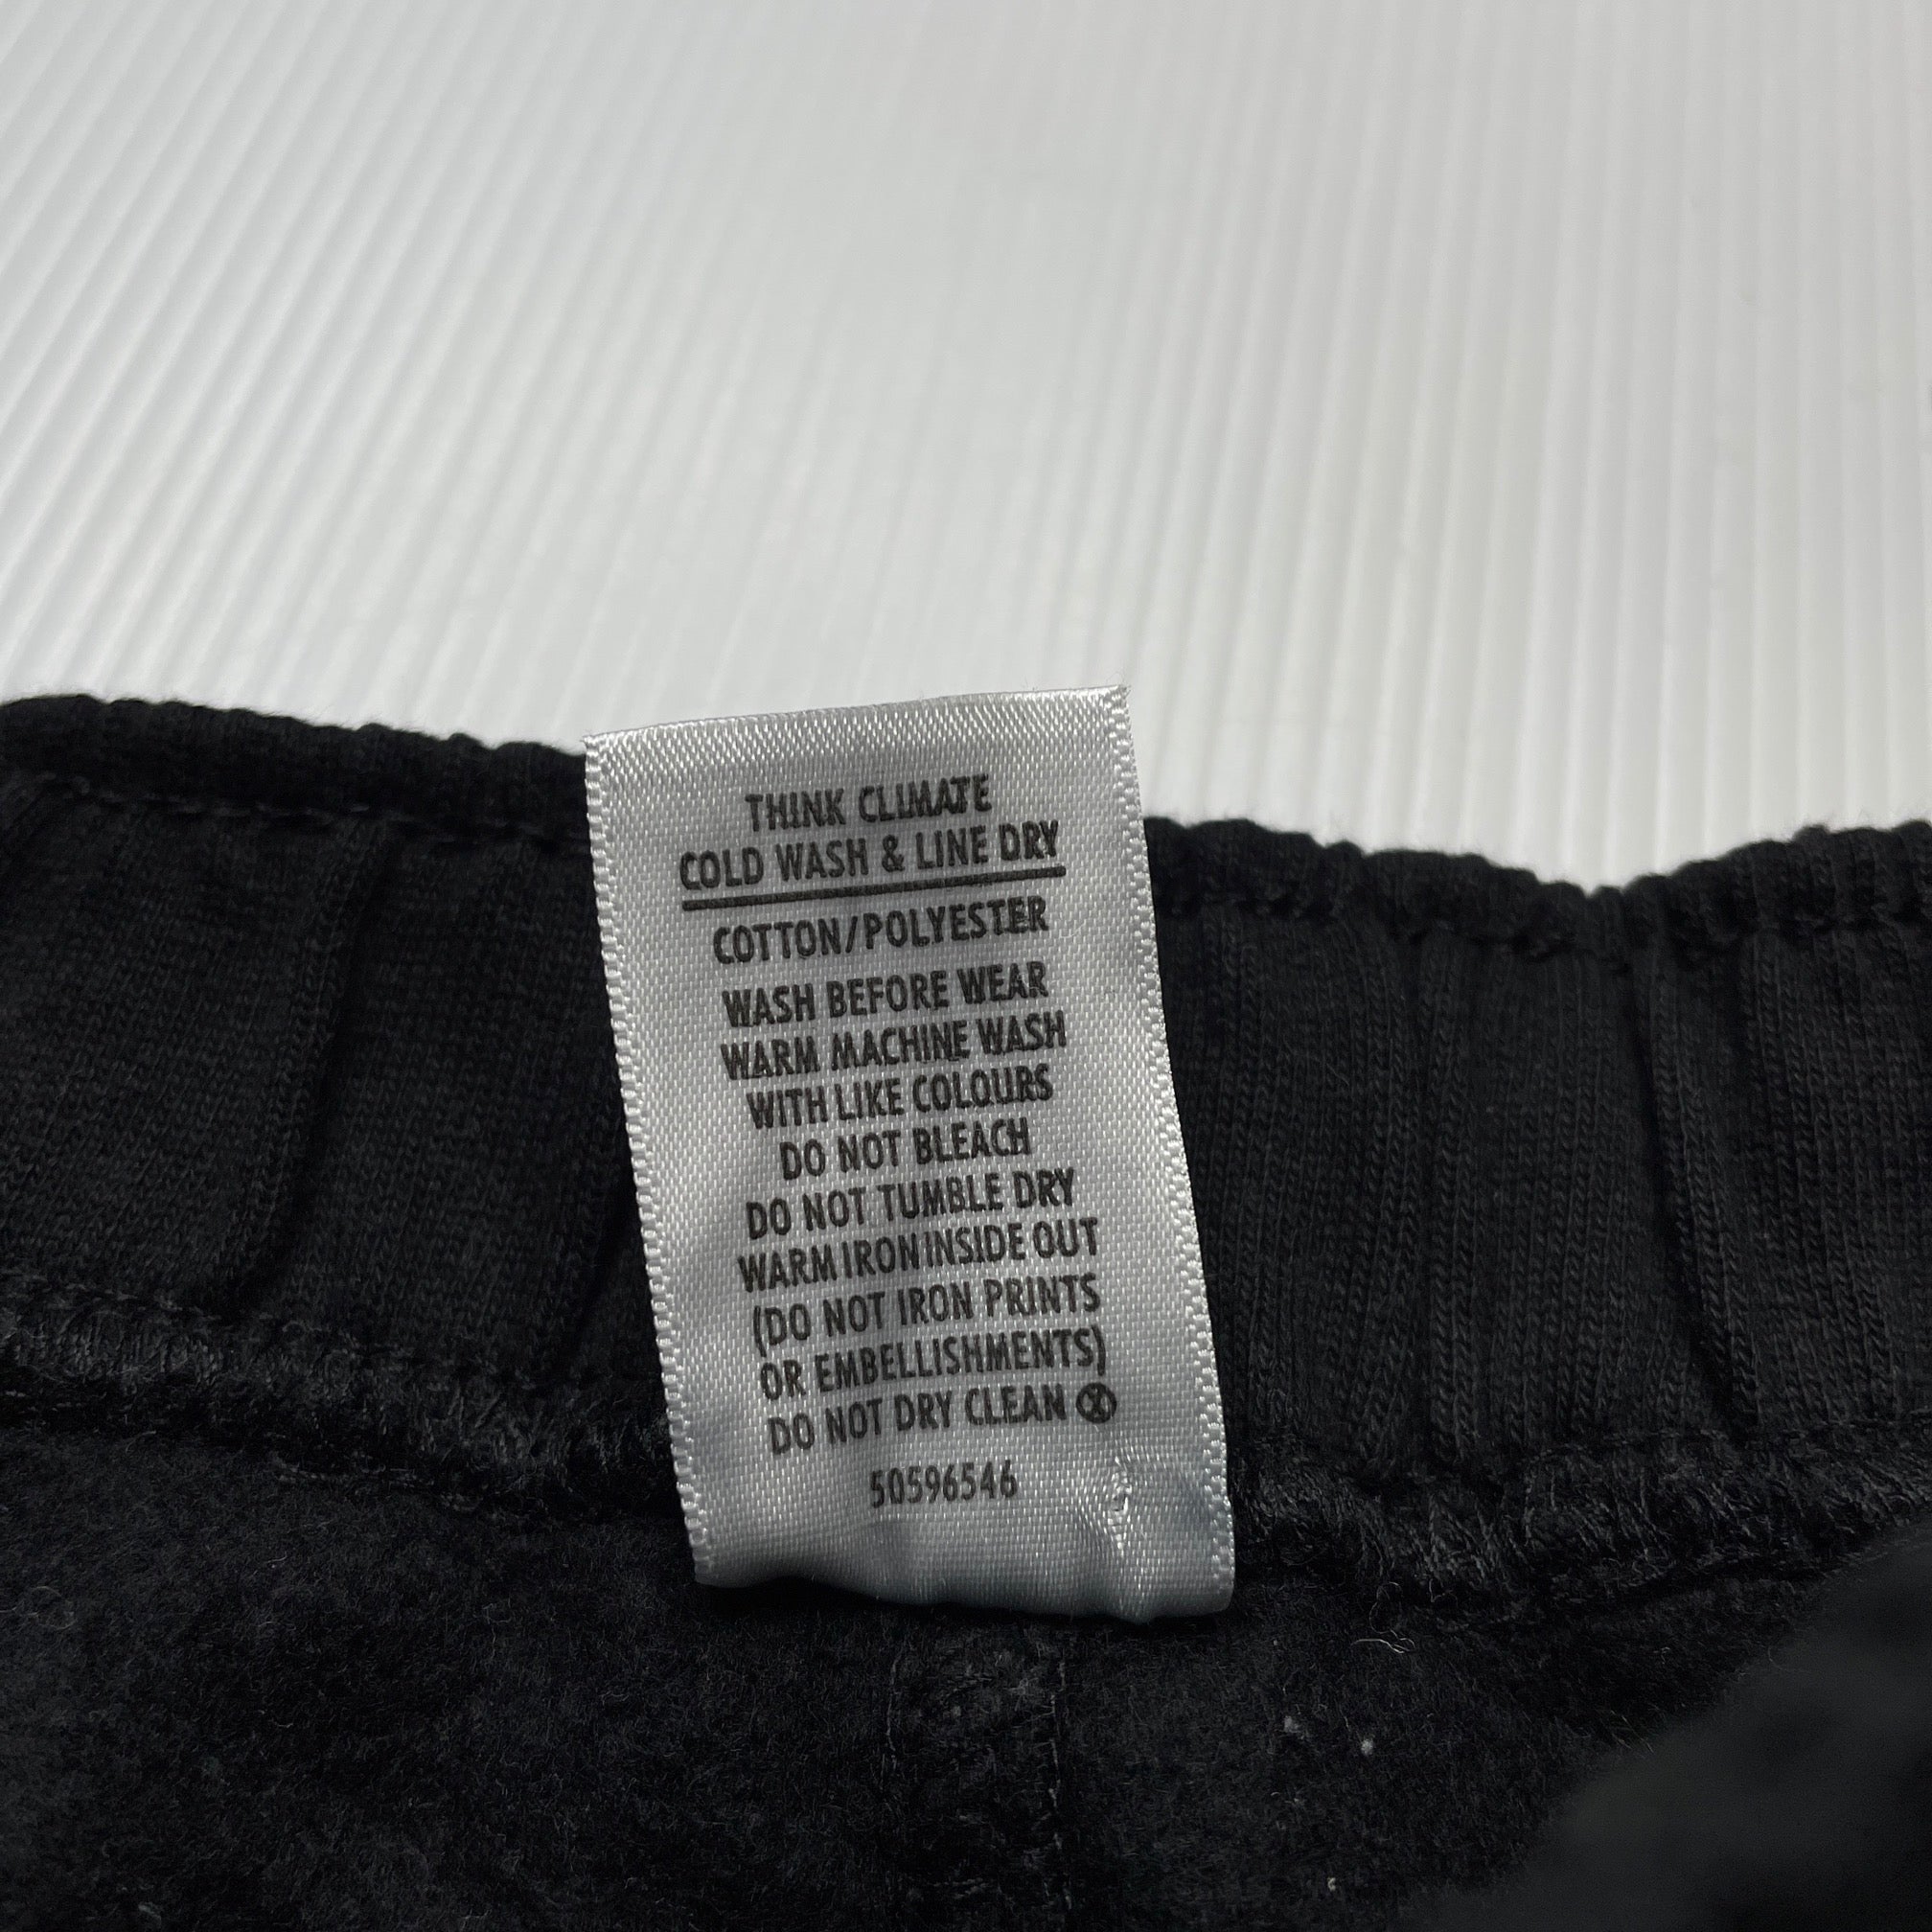 THINK CLIMATE
COLD WASH & LINE DRY
COTTON/POLYESTER
WASH BEFORE WEAR
WARM MACHINE WASH
WITH LIKE COLOURS
DO NOT BLEACH
DO NOT TUMBLE DRY
WARM IRON INSIDE OUT
(DO NOT IRON PRINTS
OR EMBELLISHMENTS)
DO NOT DRY CLEAN
50596546